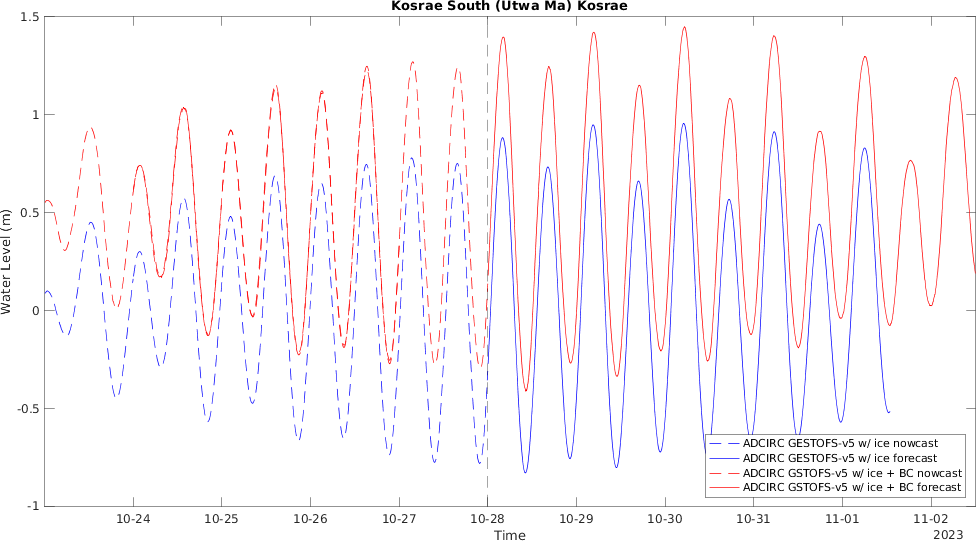 Kosrae South (Utwa Ma) Kosrae
1.5
1
0.5
0
-0.5
-1
Water Level (m)
10-24
10-25
10-26
10-27
10-28
10-29
10-30
10-31
11-01
11-02
Time
2023
ADCIRC GESTOFS-v5 w/ ice nowcast
ADCIRC GESTOFS-v5 w/ ice forecast
ADCIRC GSTOFS-v5 w/ ice + BC nowcast
ADCIRC GSTOFS-v5 w/ ice + BC forecast